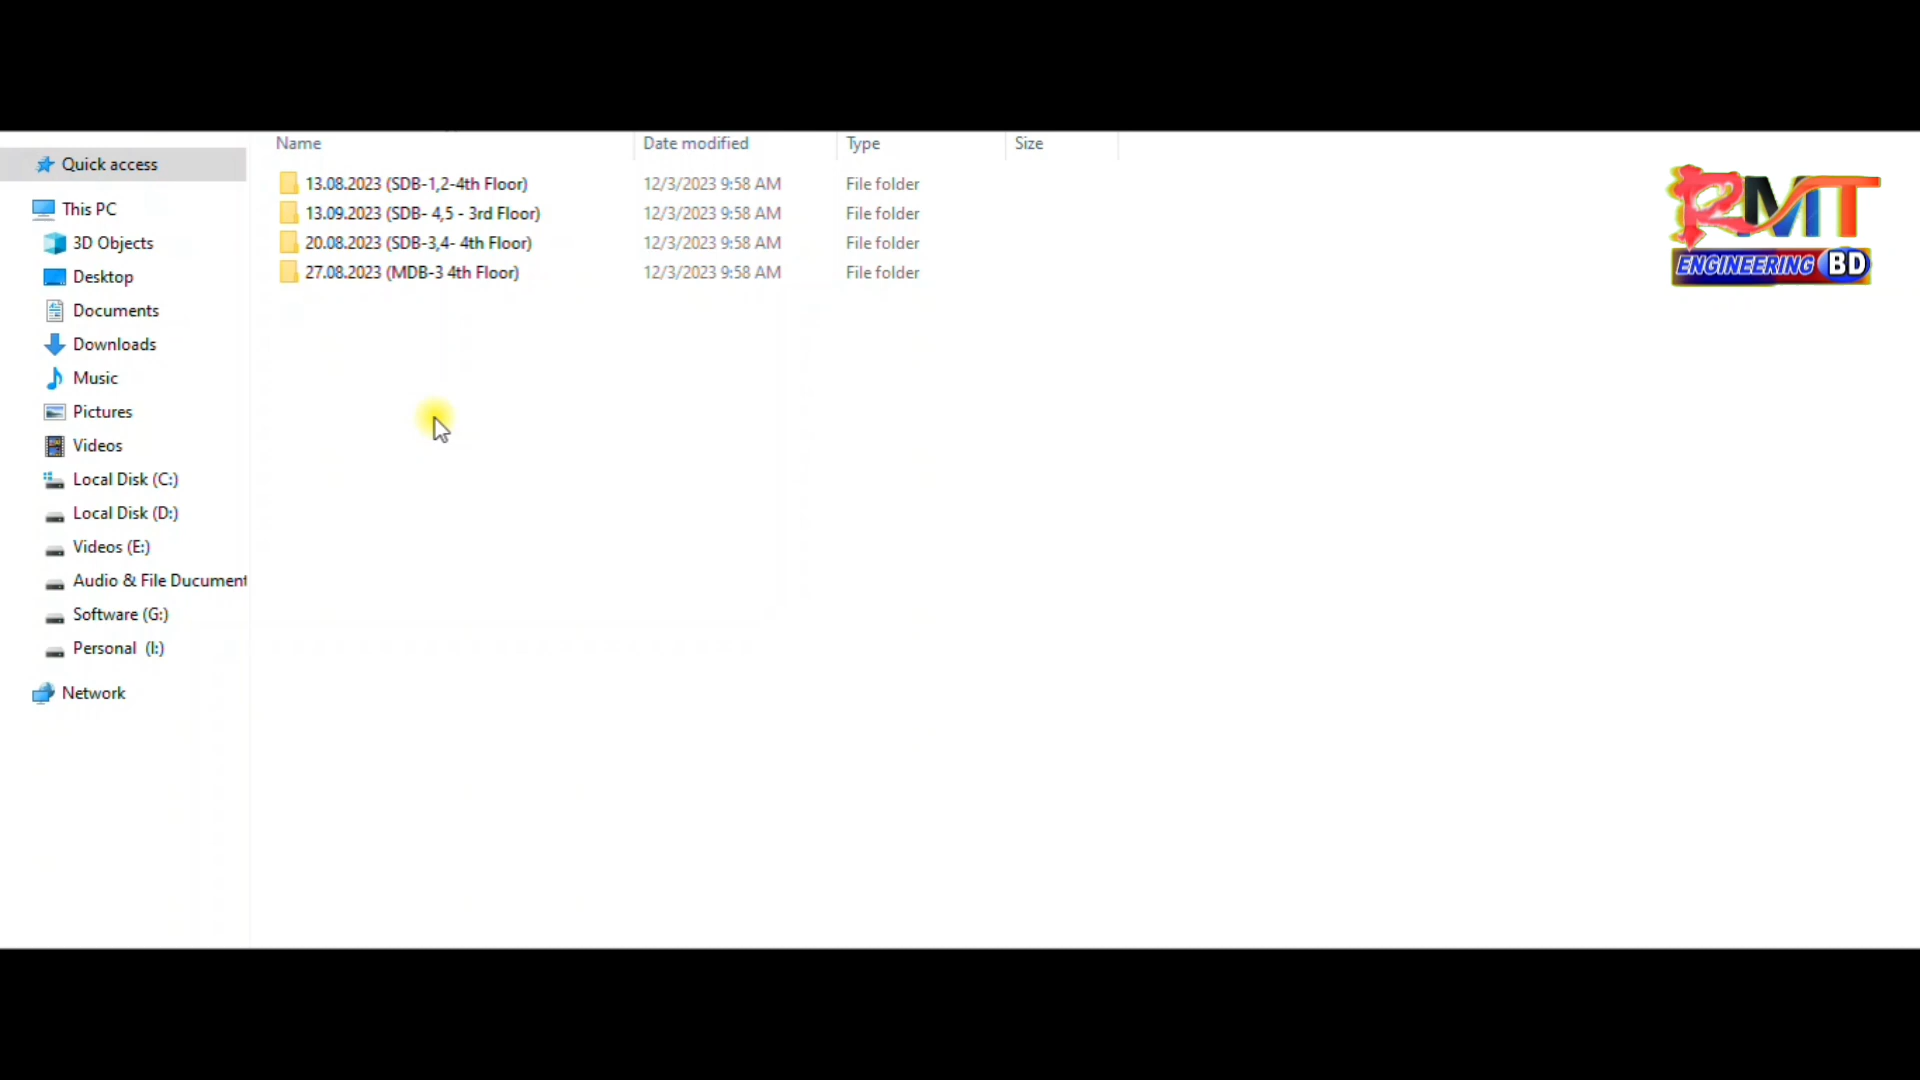 Name Date modified Type Size
Quick access
13.08.2023 (SDB-1,2-4th Floor) 12/3/2023 9:58 AM File folder
This PC
13.09.2023 (SDB- 4,5 - 3rd Floor) 12/3/2023 9:58 AM File folder
3D Objects
20.08.2023 (SDB-3,4- 4th Floor) 12/3/2023 9:58 AM File folder
Desktop
27.08.2023 (MDB-3 4th Floor) 12/3/2023 9:58 AM File folder
Documents
Downloads
Music
Pictures
Videos
Local Disk (C:)
Local Disk (D:)
Videos (E:)
Audio & File Ducument
Software (G:)
Personal (I:)
Network
RMT
ENGINEERING BD